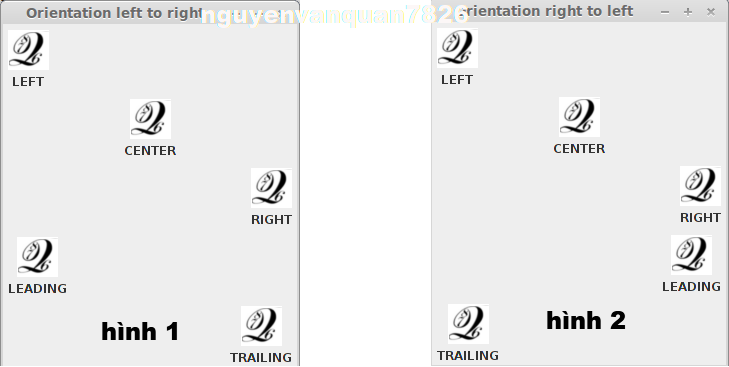 Orientation left to right
nguyenvanquan7826
LEFT
CENTER
RIGHT
LEADING
hình 1
TRAILING
orientation right to left
LEFT
CENTER
RIGHT
LEADING
hình 2
TRAILING